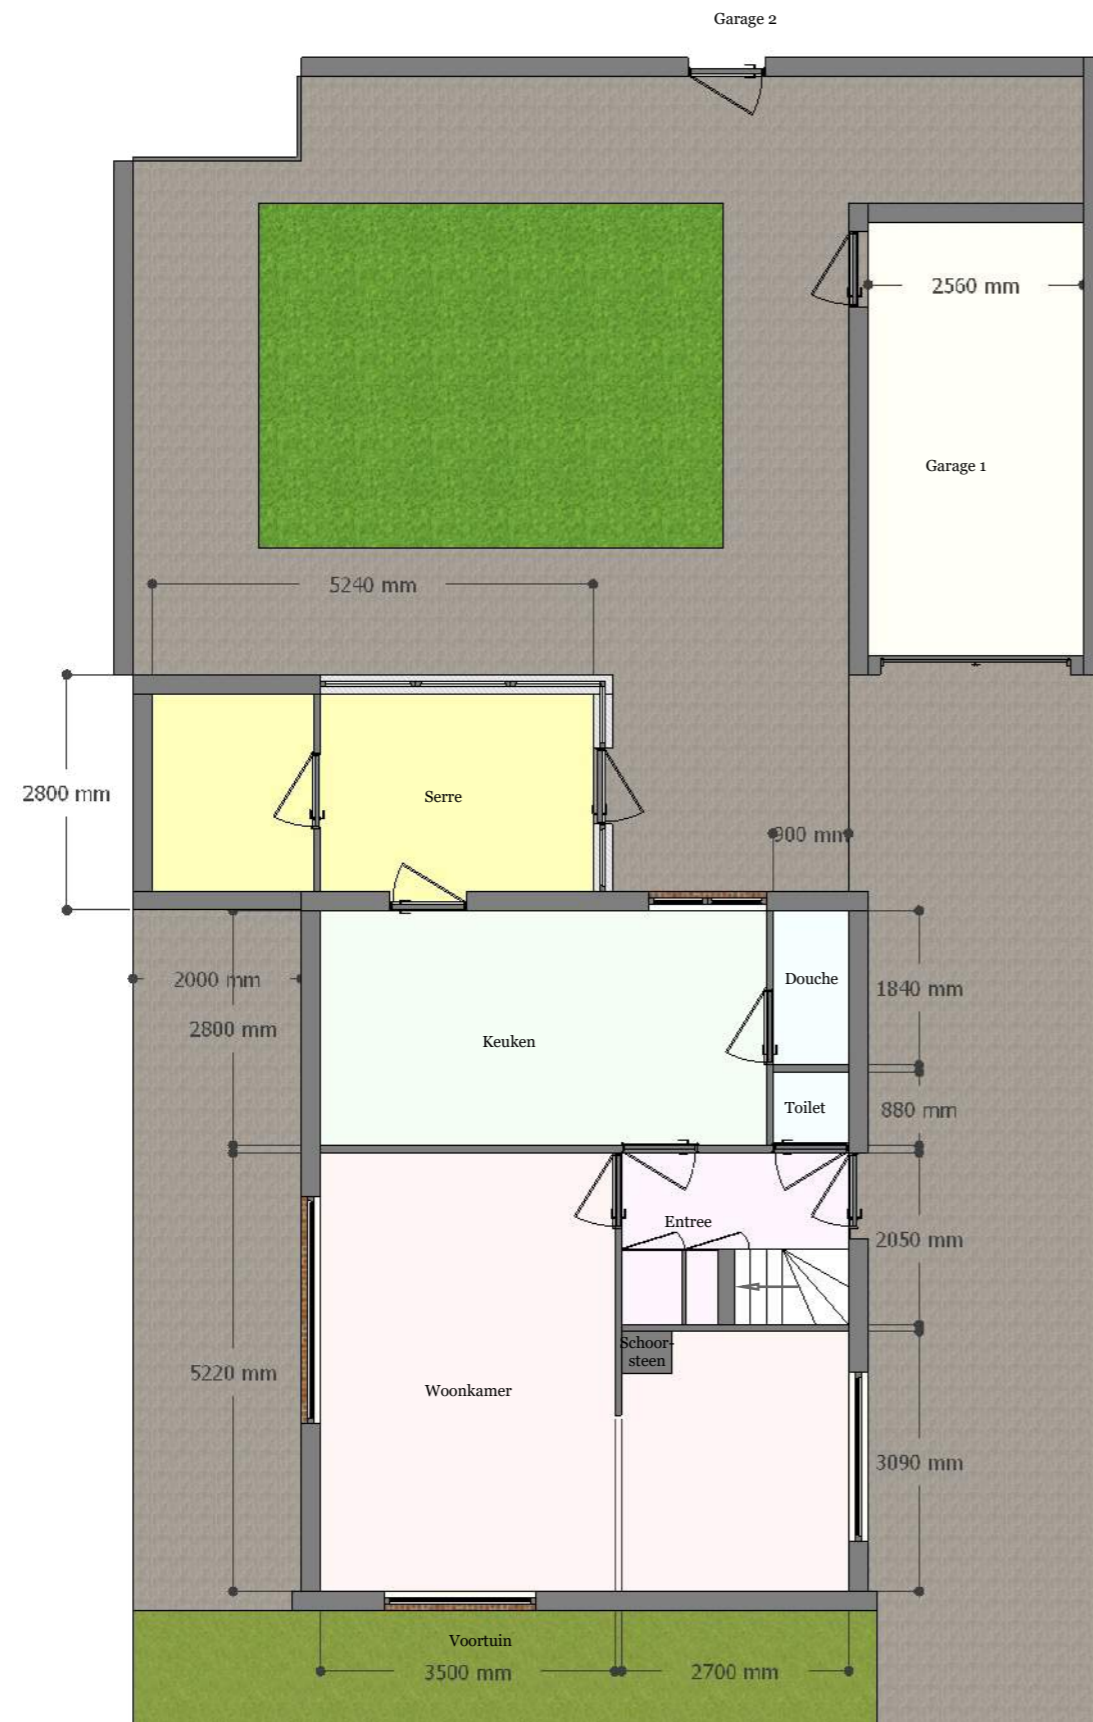 Garage 2
2560 mm
Garage 1
5240 mm
2800 mm
Serre
900 mm
2000 mm
Douche
1840 mm
2800 mm
Keuken
Toilet
880 mm
Entree
2050 mm
Schoor-
steen
5220 mm
Woonkamer
3090 mm
Voortuin
3500 mm
2700 mm